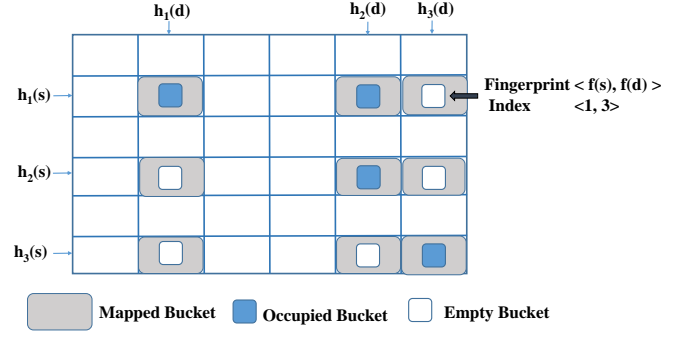 h1(d) h2(d) h3(d)
h1(s)
Fingerprint < f(s), f(d) >
Index <1, 3>
h2(s)
h3(s)
Mapped Bucket Occupied Bucket Empty Bucket